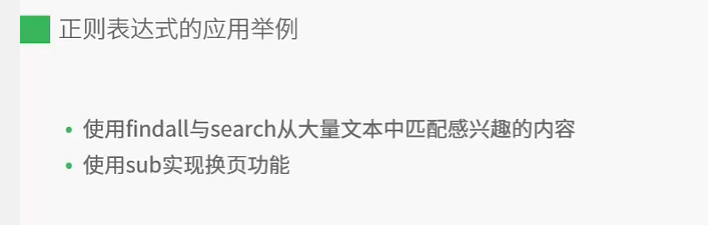 正则表达式的应用举例
• 使用findall与search从大量文本中匹配感兴趣的内容
• 使用sub实现换页功能